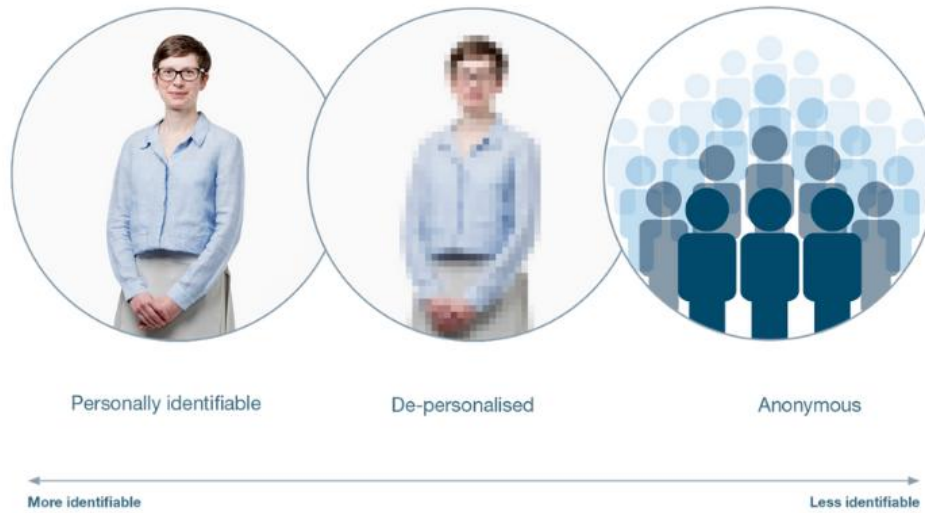 Personally identifiable
De-personalised
Anonymous
More identifiable
Less identifiable